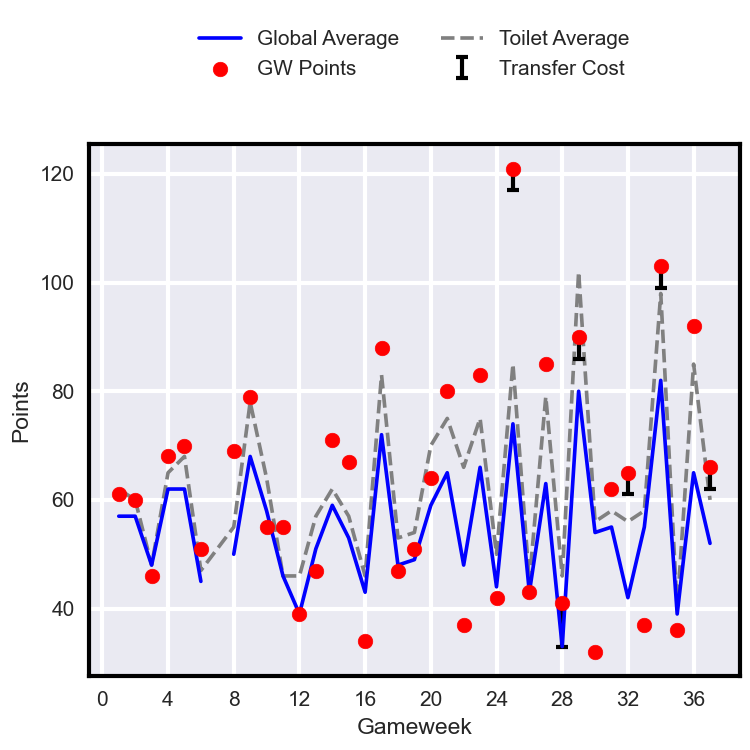 Global Average
Toilet Average
GW Points
Transfer Cost
120
100
80
60
40
Points
0 4 8 12 16 20 24 28 32 36
Gameweek